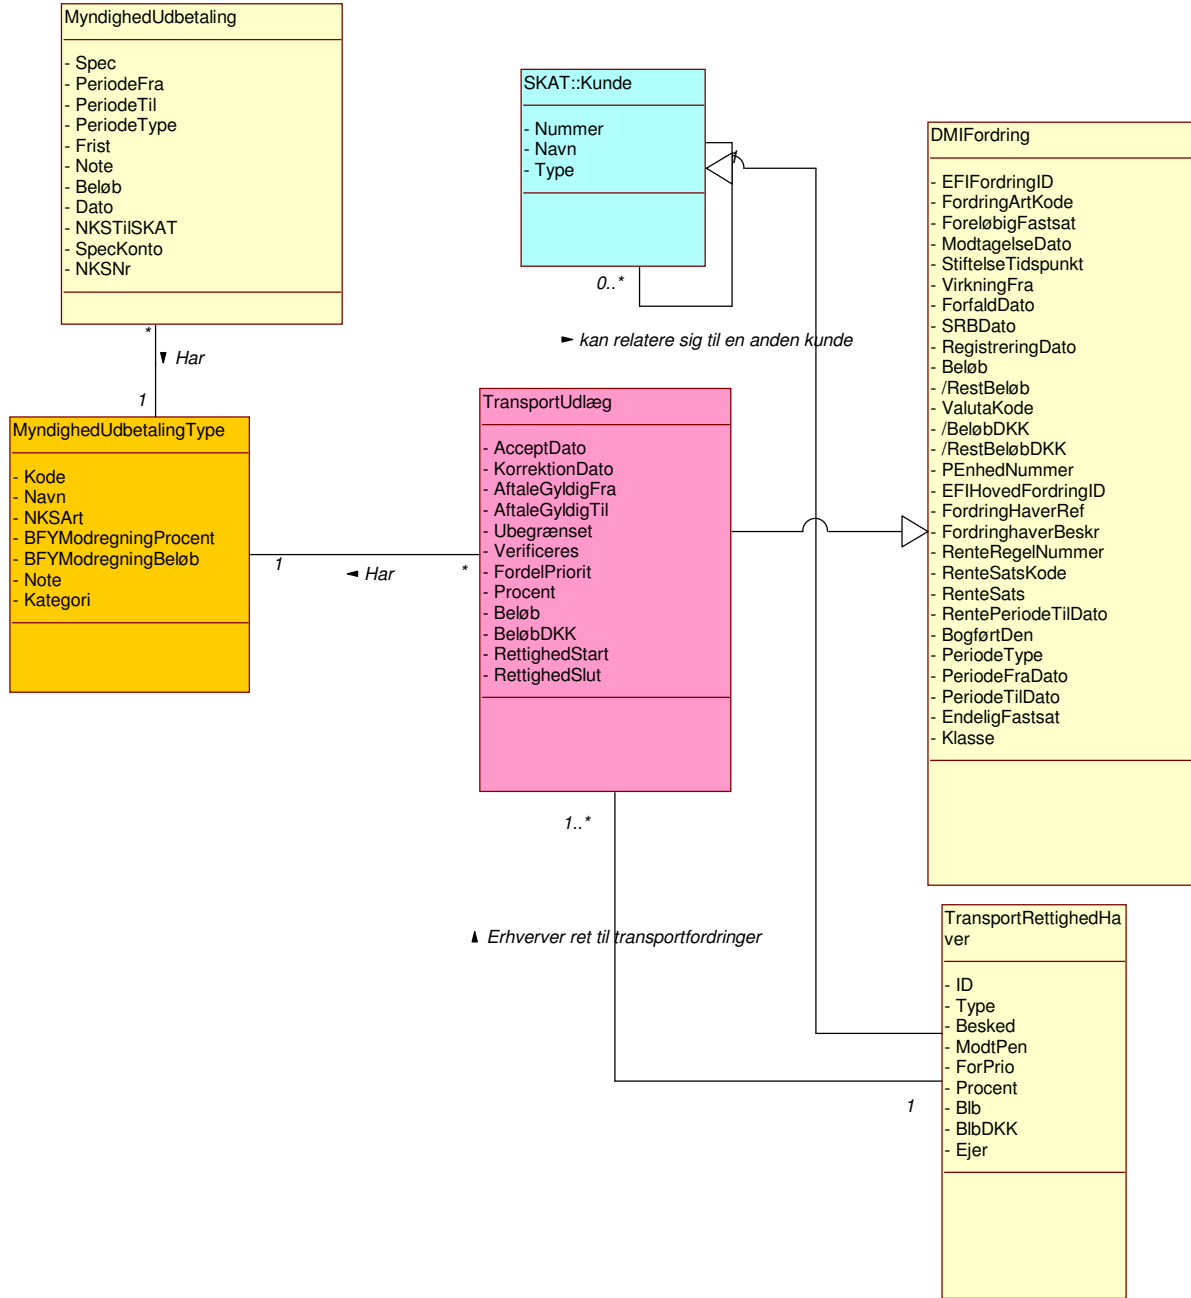 MyndighedUdbetaling
- Spec
- PeriodeFra
- PeriodeTil
- PeriodeType
- Frist
- Note
- Beløb
- Dato
- NKSTilSKAT
- SpecKonto
- NKSNr
*
Har
1
MyndighedUdbetalingType
- Kode
- Navn
- NKSArt
- BFYModregningProcent
- BFYModregningBeløb
- Note
- Kategori
1
Har
*
SKAT::Kunde
- Nummer
- Navn
- Type
0..*
kan relatere sig til en anden kunde
TransportUdlæg
- AcceptDato
- KorrektionDato
- AftaleGyldigFra
- AftaleGyldigTil
- Ubegrænset
- Verificeres
- FordelPriorit
- Procent
- Beløb
- BeløbDKK
- RettighedStart
- RettighedSlut
1..*
Erhverver ret til transportfordringer
1
DMIFordring
- EFIFordringID
- FordringArtKode
- ForeløbigFastsat
- ModtagelseDato
- StiftelseTidspunkt
- VirkningFra
- ForfaldDato
- SRBDato
- RegistreringDato
- Beløb
- /RestBeløb
- ValutaKode
- /BeløbDKK
- /RestBeløbDKK
- PEnhedNummer
- EFIHovedFordringID
- FordringHaverRef
- FordringhaverBeskr
- RenteRegelNummer
- RenteSatsKode
- RenteSats
- RentePeriodeTilDato
- BogførtDen
- PeriodeType
- PeriodeFraDato
- PeriodeTilDato
- EndeligFastsat
- Klasse
TransportRettighedHa
ver
- ID
- Type
- Besked
- ModtPen
- ForPrio
- Procent
- Blb
- BlbDKK
- Ejer